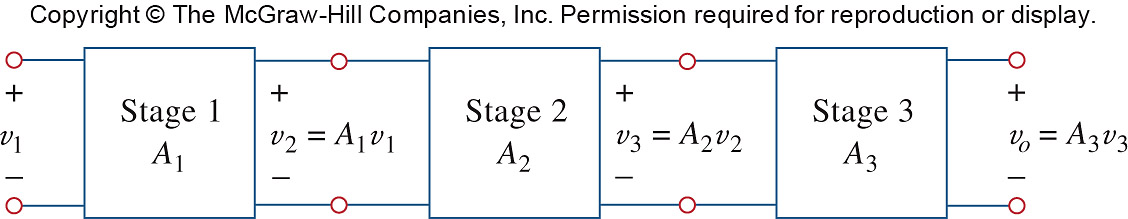 Copyright © The McGraw-Hill Companies, Inc. Permission required for reproduction or display.
+ v₁ −
Stage 1
A₁
+ v₂ = A₁v₁ −
Stage 2
A₂
+ v₃ = A₂v₂ −
Stage 3
A₃
+ vₒ = A₃v₃ −